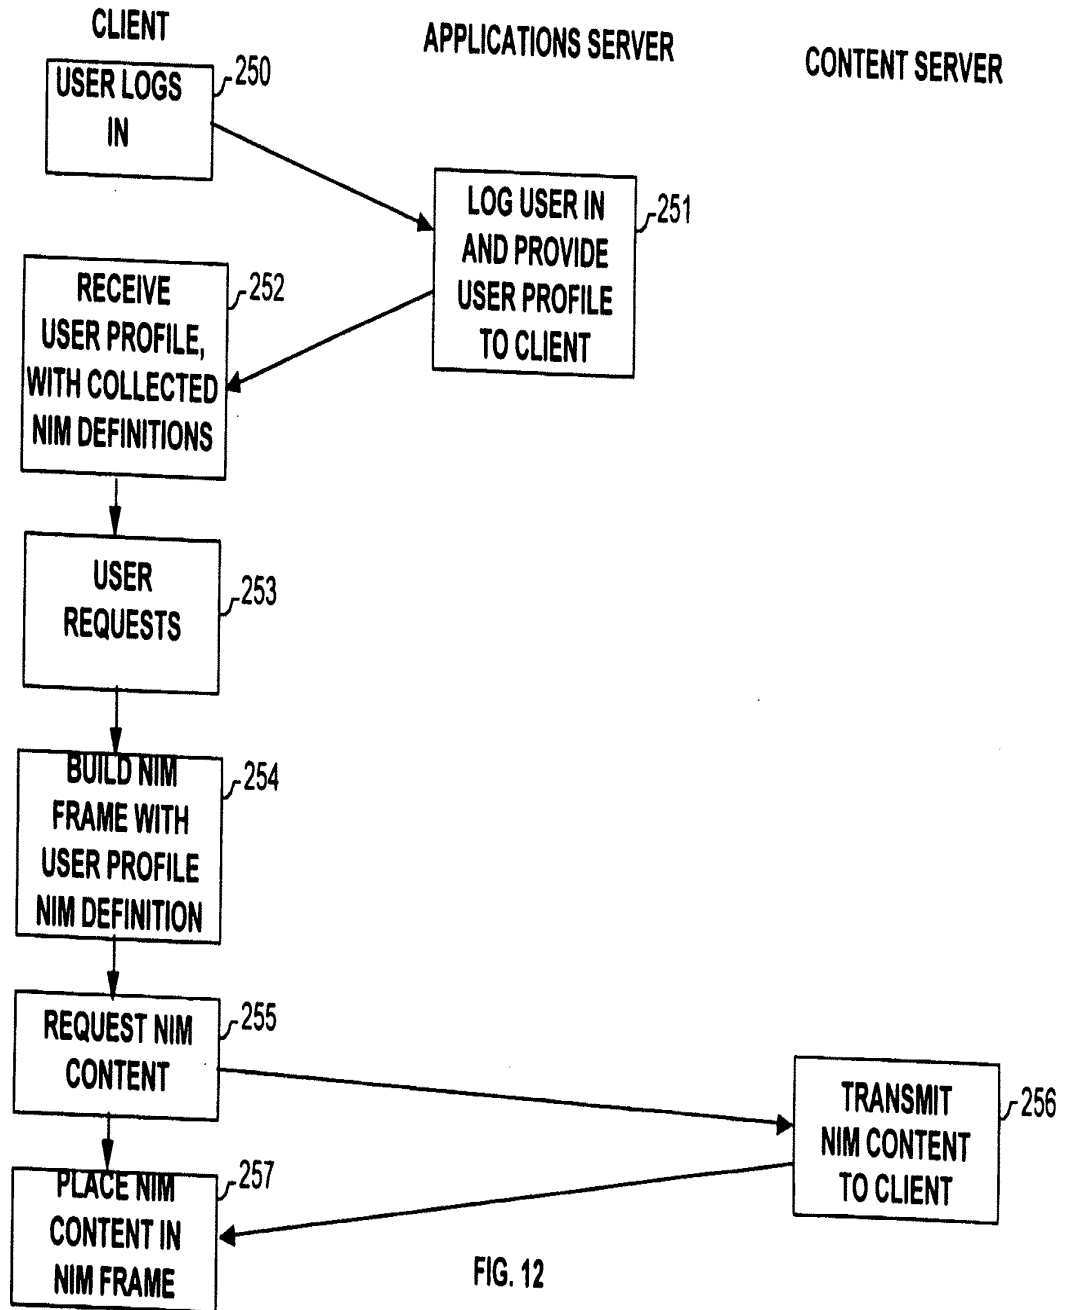 CLIENT
APPLICATIONS SERVER
CONTENT SERVER
USER LOGS
IN
250
LOG USER IN
AND PROVIDE
USER PROFILE
TO CLIENT
251
RECEIVE
USER PROFILE,
WITH COLLECTED
NIM DEFINITIONS
252
USER
REQUESTS
253
BUILD NIM
FRAME WITH
USER PROFILE
NIM DEFINITION
254
REQUEST NIM
CONTENT
255
TRANSMIT
NIM CONTENT
TO CLIENT
256
PLACE NIM
CONTENT IN
NIM FRAME
257
FIG. 12